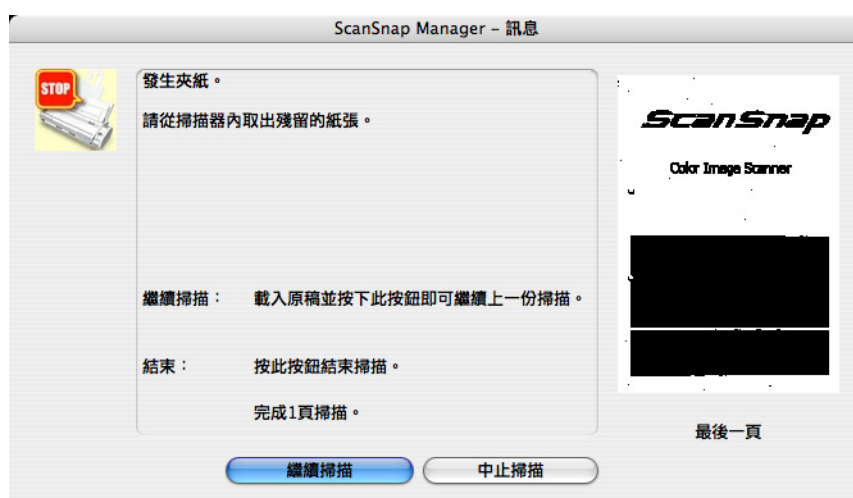 ScanSnap Manager – 訊息
STOP
發生夾紙。
請從掃描器內取出殘留的紙張。
繼續掃描： 載入原稿並按下此按鈕即可繼續上一份掃描。
結束： 按此按鈕結束掃描。
完成1頁掃描。
ScanSnap
Color Image Scanner
最後一頁
繼續掃描
中止掃描